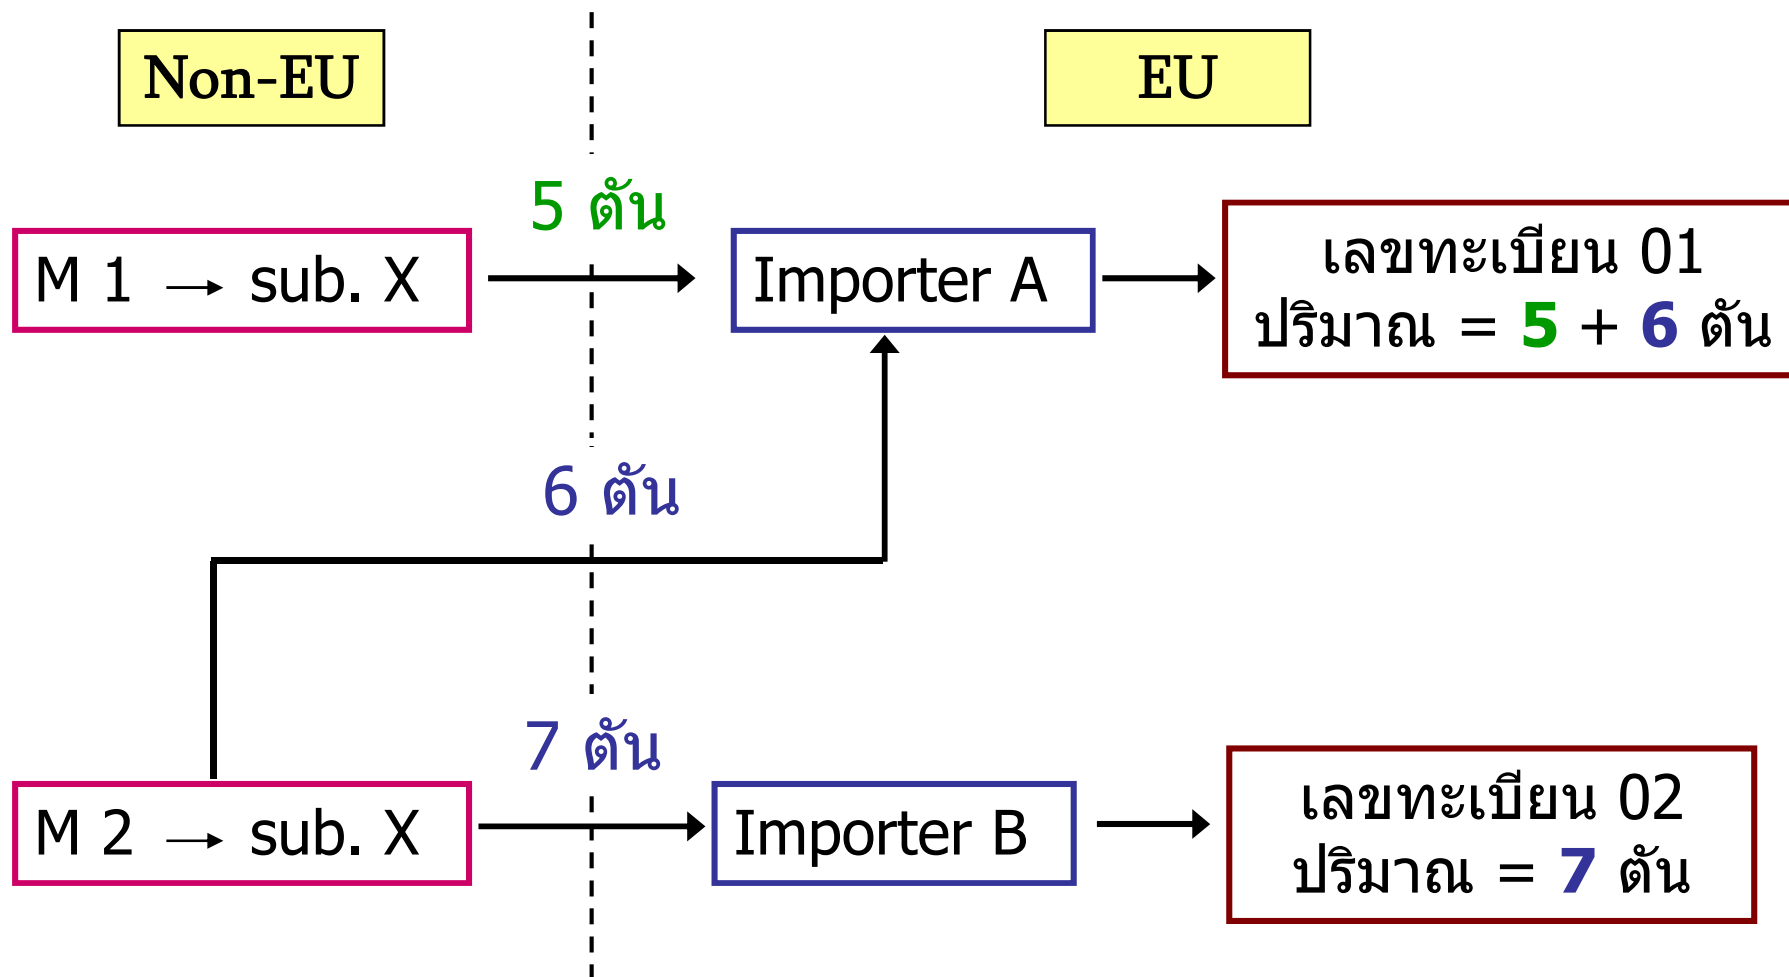 Non-EU
EU
5 ตัน
M 1 → sub. X
Importer A
เลขทะเบียน 01
ปริมาณ = 5 + 6 ตัน
6 ตัน
7 ตัน
M 2 → sub. X
Importer B
เลขทะเบียน 02
ปริมาณ = 7 ตัน